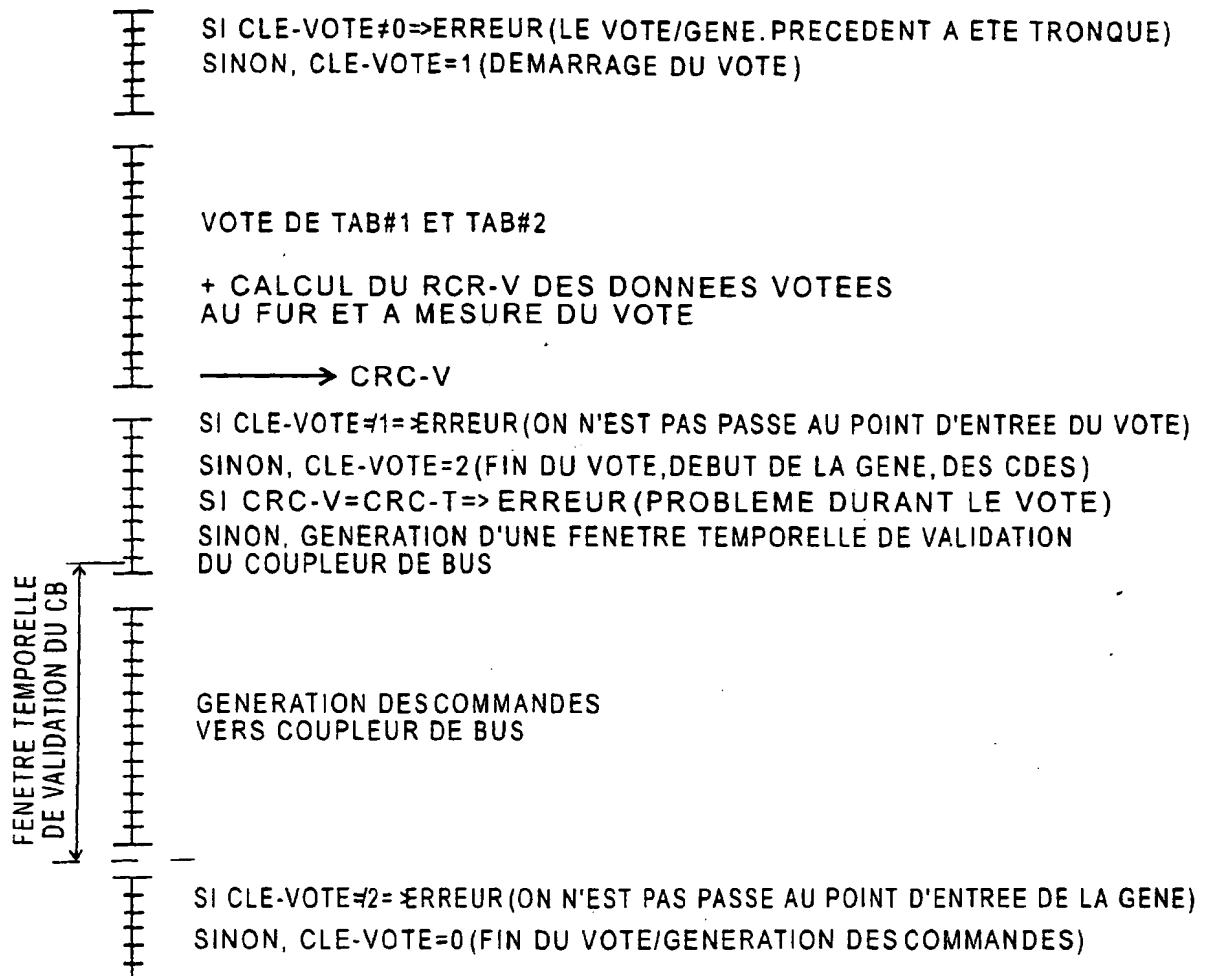 SI CLE-VOTE≠0=>ERREUR(LE VOTE/GENE.PRECEDENT A ETE TRONQUE)
SINON, CLE-VOTE=1(DEMARRAGE DU VOTE)
VOTE DE TAB#1 ET TAB#2
+ CALCUL DU RCR-V DES DONNEES VOTEES
AU FUR ET A MESURE DU VOTE
CRC-V
SI CLE-VOTE≠1=>ERREUR(ON N'EST PAS PASSE AU POINT D'ENTREE DU VOTE)
SINON, CLE-VOTE=2(FIN DU VOTE,DEBUT DE LA GENE,DES CDES)
SI CRC-V=CRC-T=>ERREUR(PROBLEME DURANT LE VOTE)
SINON, GENERATION D'UNE FENETRE TEMPORELLE DE VALIDATION
DU COUPLEUR DE BUS
FENETRE TEMPORELLE
DE VALIDATION DU CB
GENERATION DES COMMANDES
VERS COUPLEUR DE BUS
SI CLE-VOTE≠2=>ERREUR(ON N'EST PAS PASSE AU POINT D'ENTREE DE LA GENE)
SINON, CLE-VOTE=0(FIN DU VOTE/GENERATION DES COMMANDES)